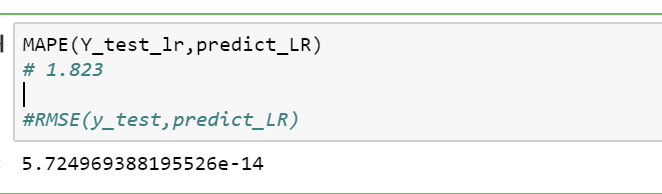 MAPE(Y_test_lr,predict_LR)
# 1.823
#RMSE(y_test,predict_LR)
5.724969388195526e-14